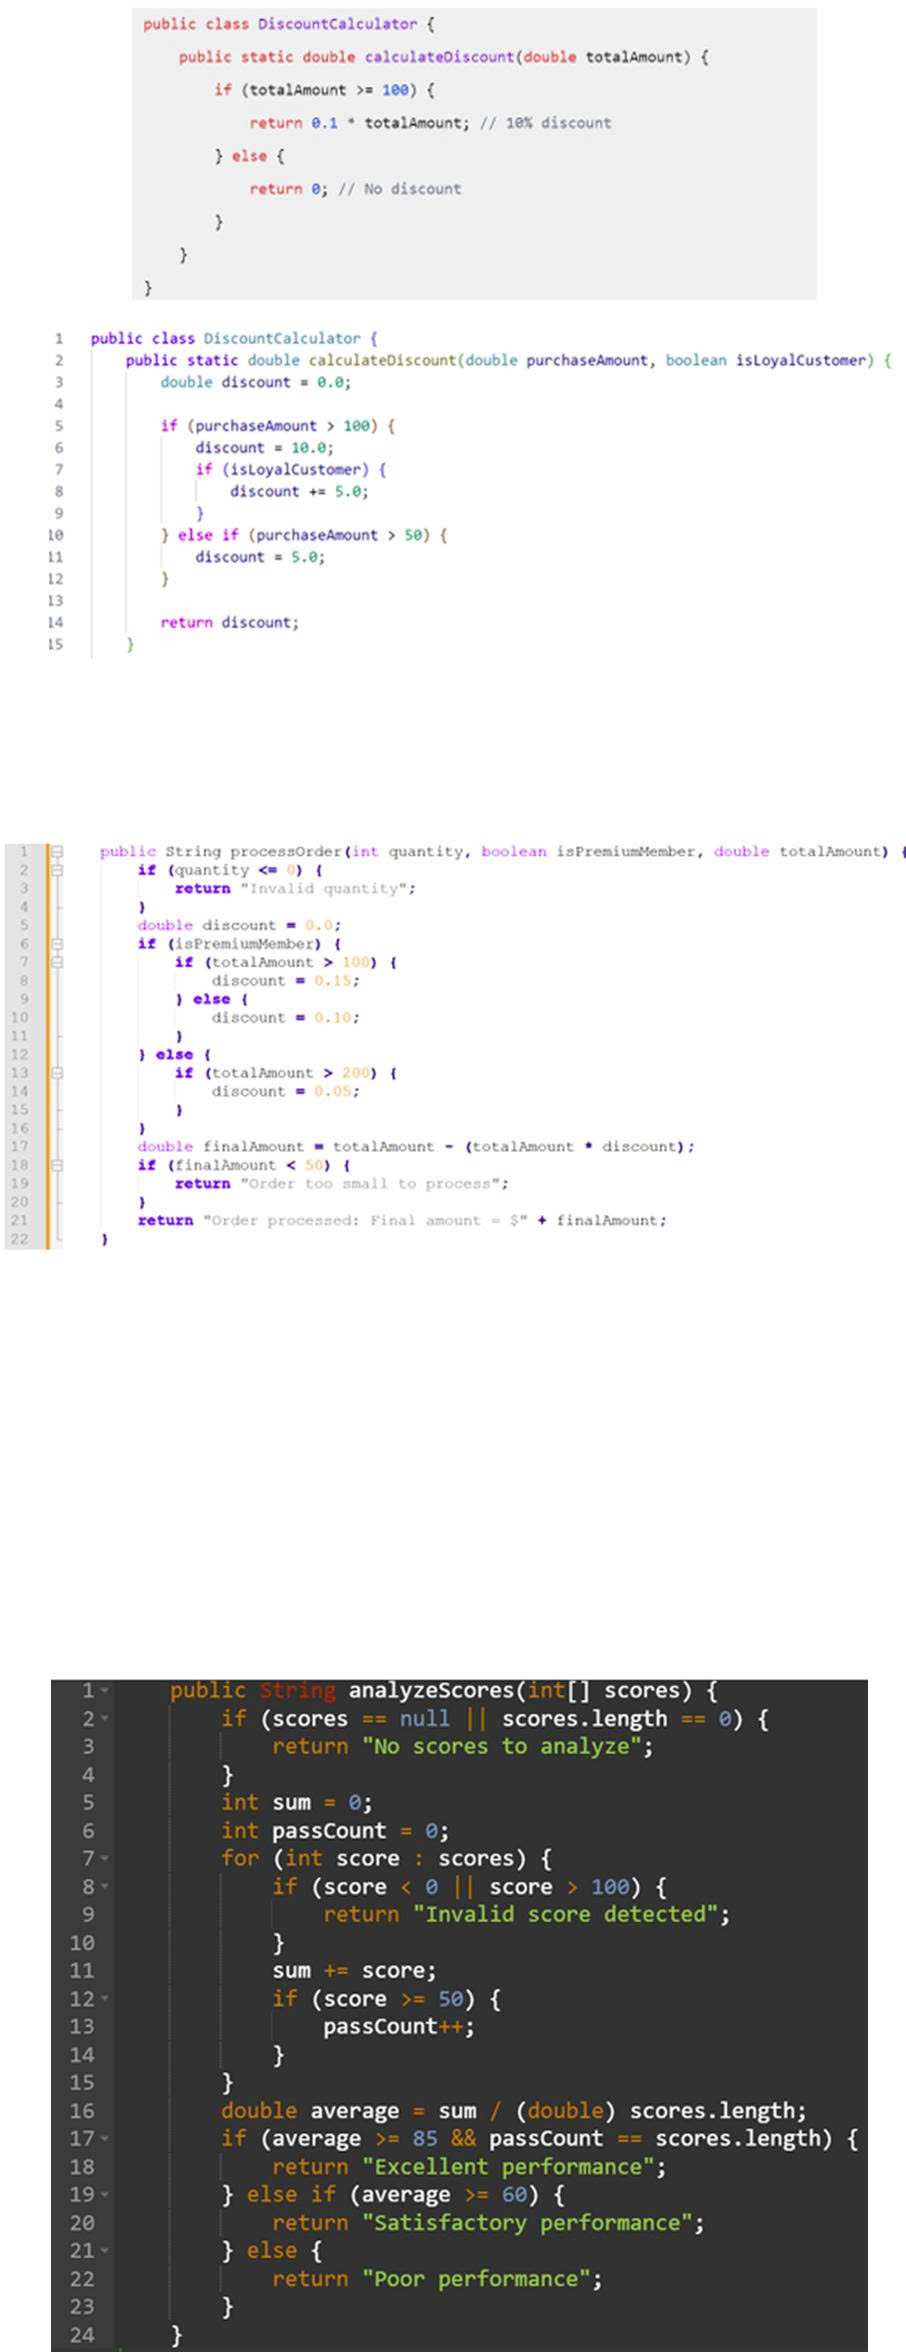 public class DiscountCalculator {
public static double calculateDiscount(double totalAmount) {
if (totalAmount >= 100) {
return 0.1 * totalAmount; // 10% discount
} else {
return 0; // No discount
}
}
}
1 public class DiscountCalculator {
2 public static double calculateDiscount(double purchaseAmount, boolean isLoyalCustomer) {
3 double discount = 0.0;
4
5 if (purchaseAmount > 100) {
6 discount = 10.0;
7 if (isLoyalCustomer) {
8 discount += 5.0;
9 }
10 } else if (purchaseAmount > 50) {
11 discount = 5.0;
12 }
13
14 return discount;
15 }
1 public String processOrder(int quantity, boolean isPremiumMember, double totalAmount) {
2 if (quantity <= 0) {
3 return "Invalid quantity";
4 }
5 double discount = 0.0;
6 if (isPremiumMember) {
7 if (totalAmount > 100) {
8 discount = 0.15;
9 } else {
10 discount = 0.10;
11 }
12 } else {
13 if (totalAmount > 200) {
14 discount = 0.05;
15 }
16 }
17 double finalAmount = totalAmount - (totalAmount * discount);
18 if (finalAmount < 50) {
19 return "Order too small to process";
20 }
21 return "Order processed: Final amount = $" + finalAmount;
22 }
1 public String analyzeScores(int[] scores) {
2 if (scores == null || scores.length == 0) {
3 return "No scores to analyze";
4 }
5 int sum = 0;
6 int passCount = 0;
7 for (int score : scores) {
8 if (score < 0 || score > 100) {
9 return "Invalid score detected";
10 }
11 sum += score;
12 if (score >= 50) {
13 passCount++;
14 }
15 }
16 double average = sum / (double) scores.length;
17 if (average >= 85 && passCount == scores.length) {
18 return "Excellent performance";
19 } else if (average >= 60) {
20 return "Satisfactory performance";
21 } else {
22 return "Poor performance";
23 }
24 }